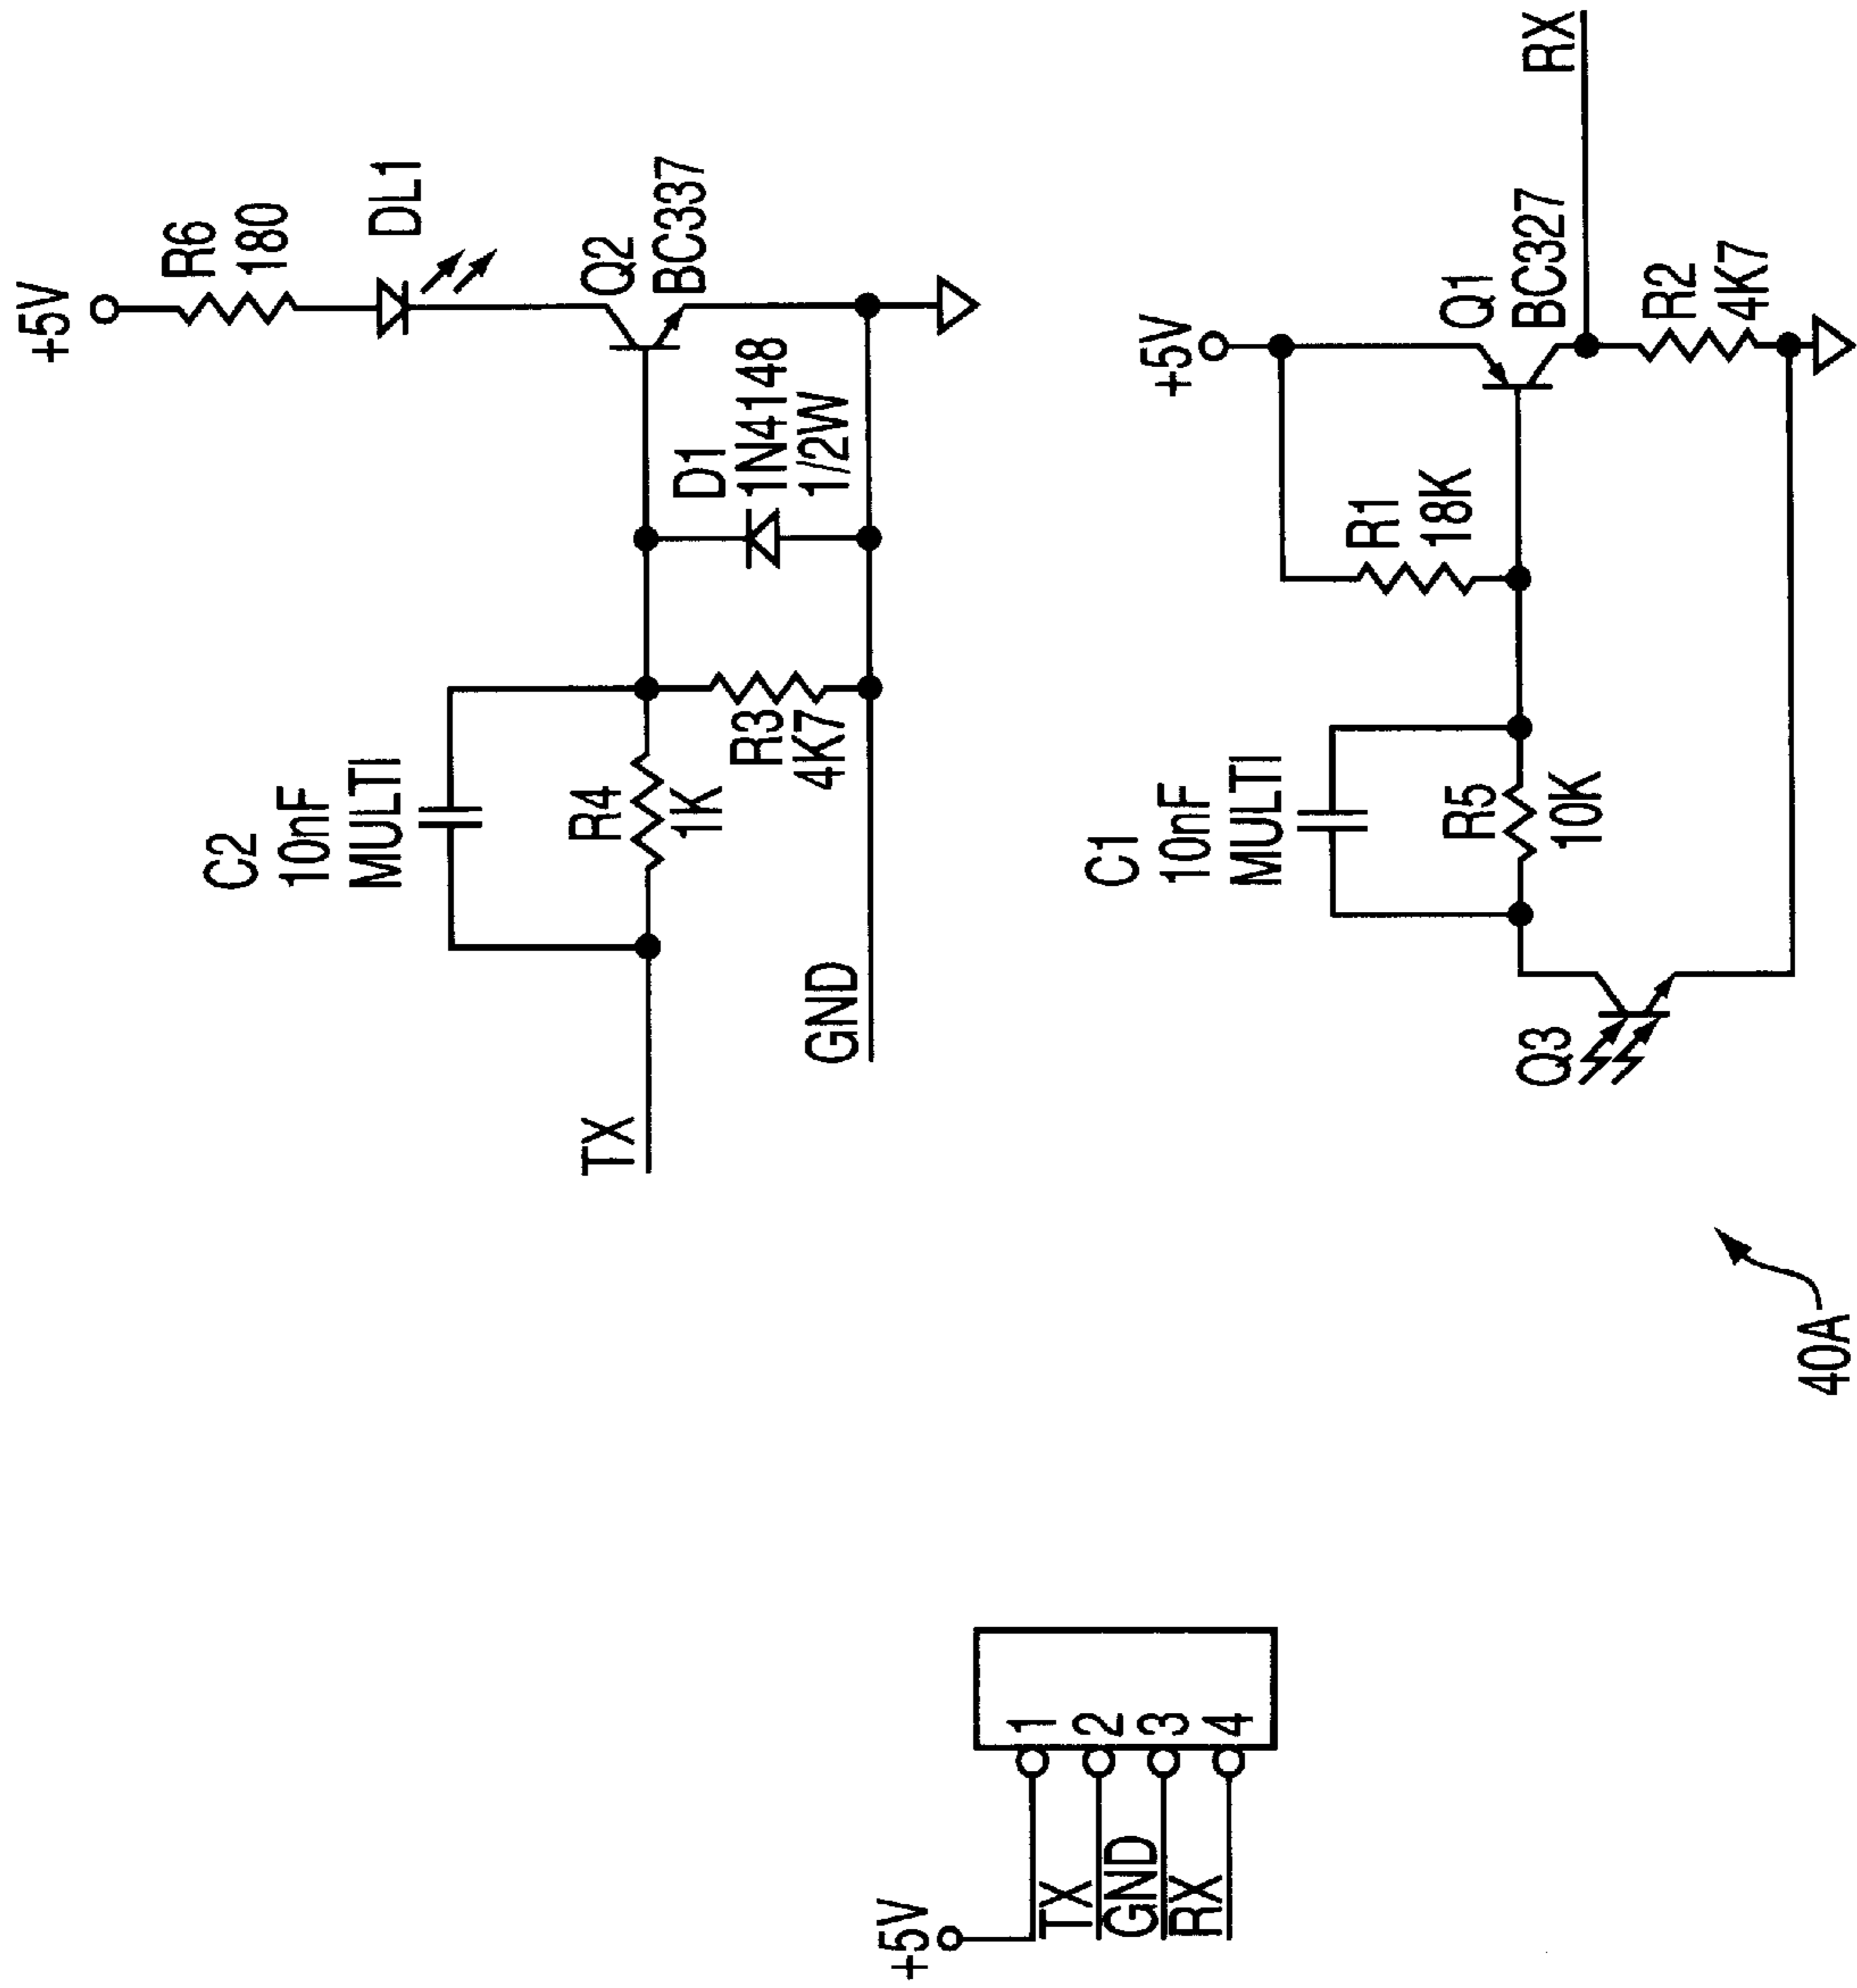 +5V
R6
180
DL1
Q2
BC337
D1
1N4148
1/2W
C2
10nF
MULTI
R4
1K
R3
4K7
TX
GND
+5V
Q1
BC327
RX
R1
18K
R2
4K7
C1
10nF
MULTI
R5
10K
Q3
40A
+5V
TX
GND
RX
1
2
3
4